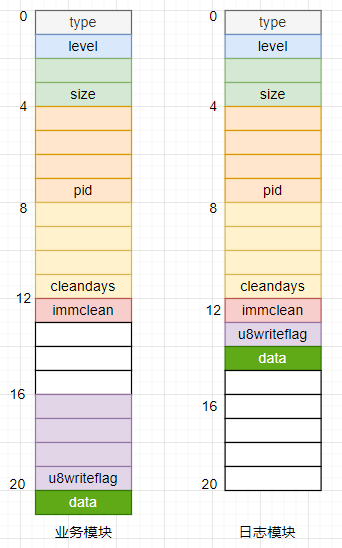 0 type
level
size
4
pid
8
cleandays
12 immclean
16
u8writeflag
20
data
业务模块
0 type
level
size
4
pid
8
cleandays
12 immclean
u8writeflag
data
16
20
日志模块